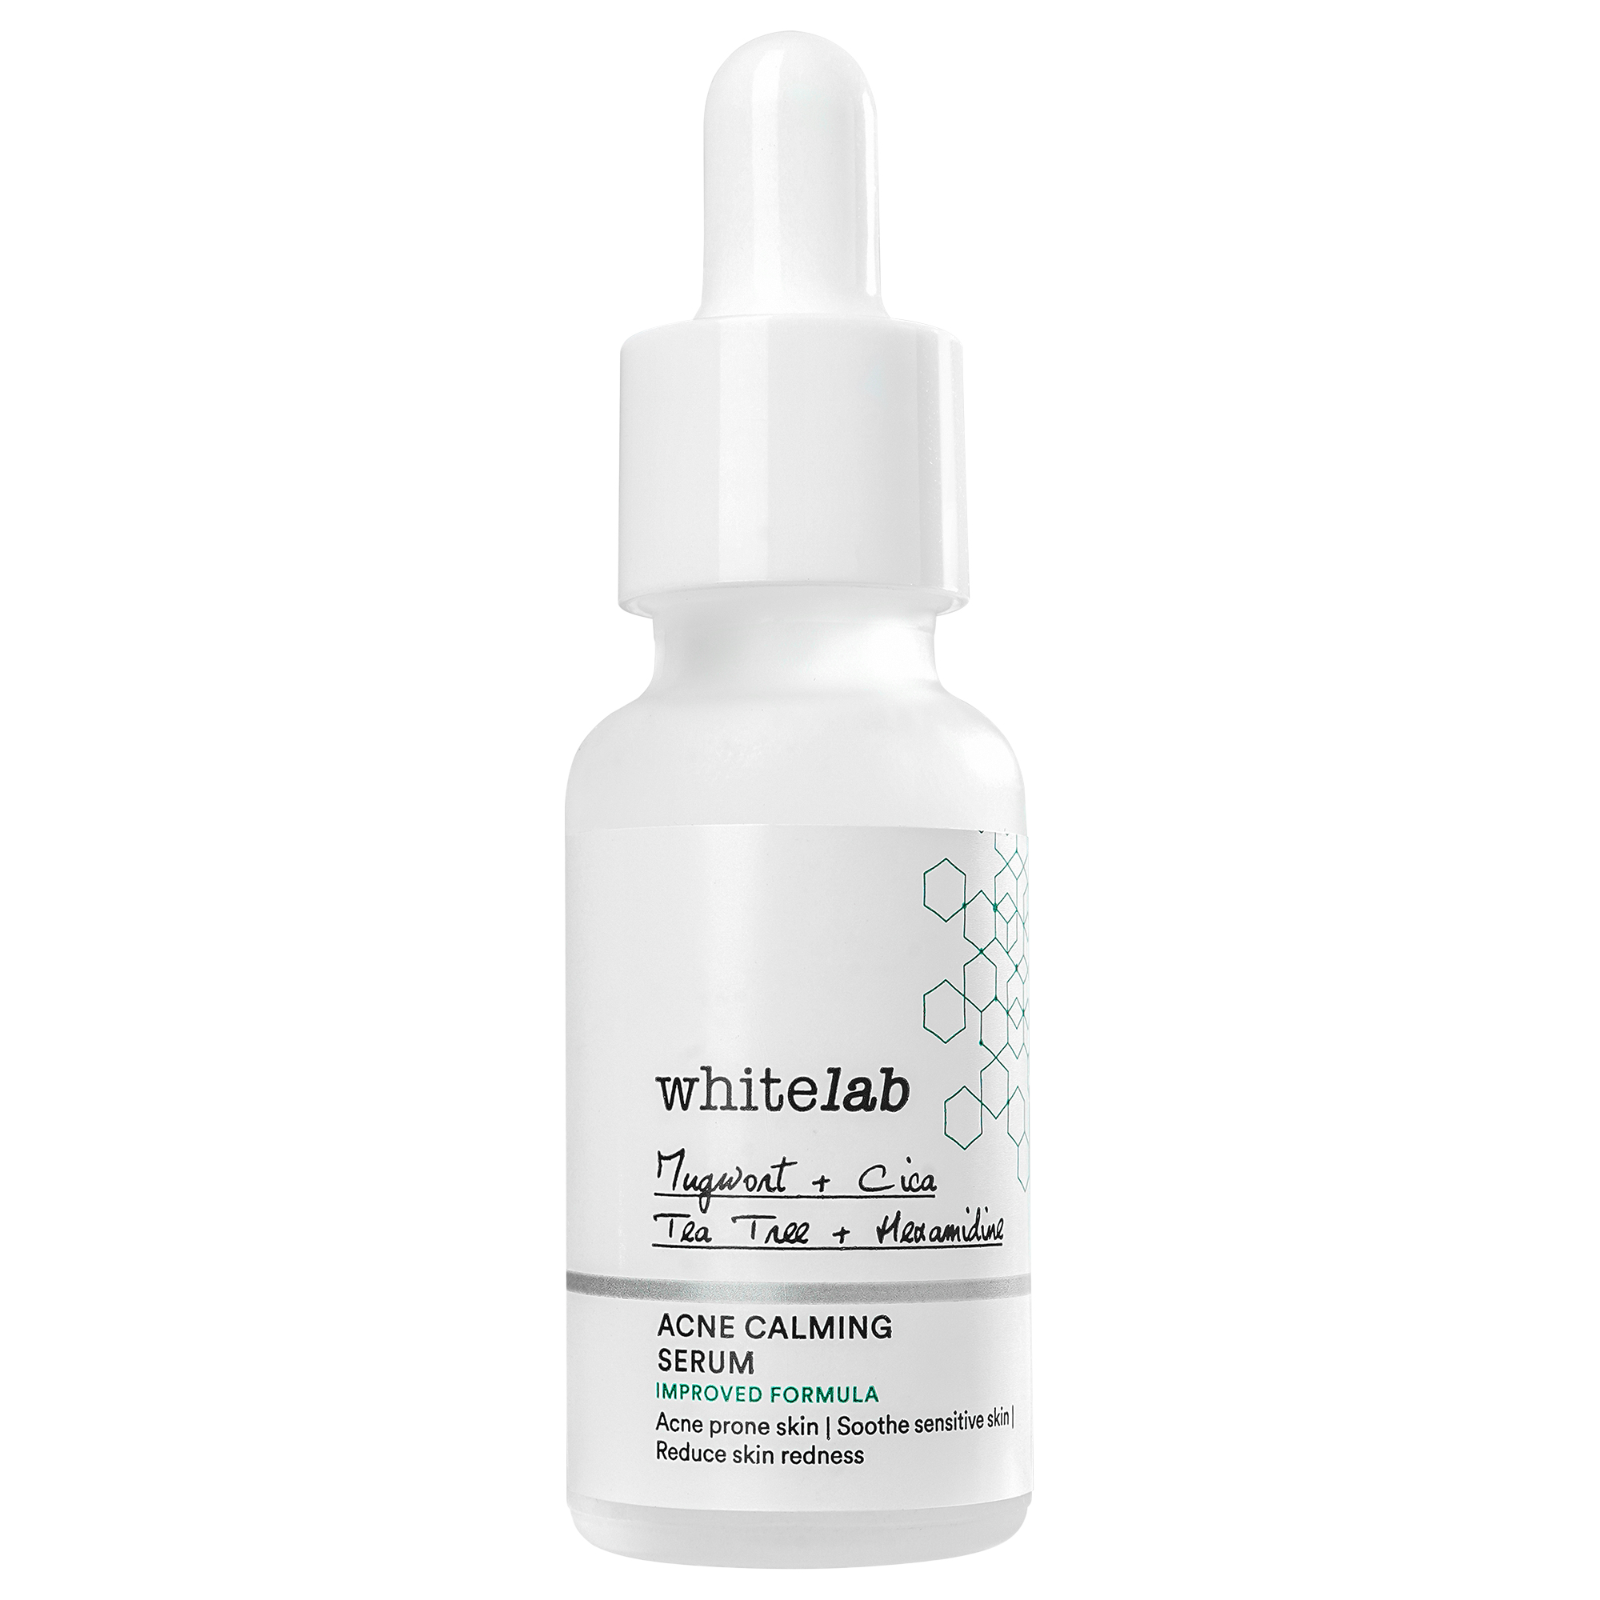 whitelab
Mugwort + Cica
Tea Tree + Hexamidine
ACNE CALMING
SERUM
IMPROVED FORMULA
Acne prone skin | Soothe sensitive skin |
Reduce skin redness